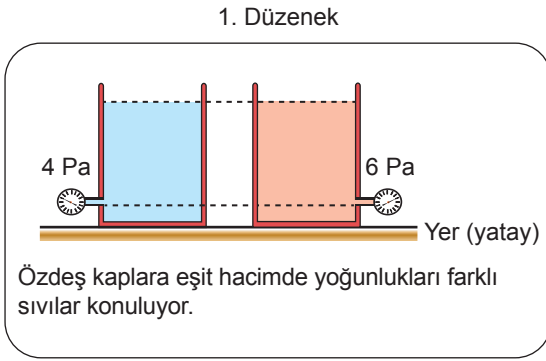 1. Düzenek
4 Pa
6 Pa
Yer (yatay)
Özdeş kaplara eşit hacimde yoğunlukları farklı
sıvılar konuluyor.